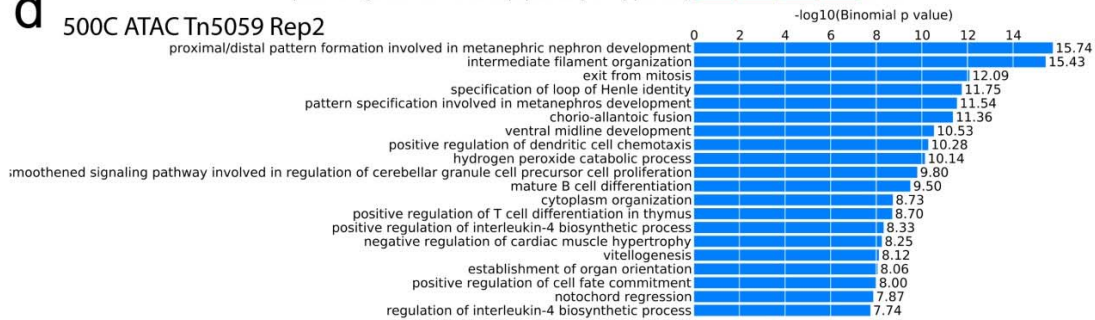 d
500C ATAC Tn5059 Rep2
-log10(Binomial p value)
0 2 4 6 8 10 12 14
proximal/distal pattern formation involved in metanephric nephron development 15.74
intermediate filament organization 15.43
exit from mitosis 12.09
specification of loop of Henle identity 11.75
pattern specification involved in metanephros development 11.54
chorio-allantoic fusion 11.36
ventral midline development 10.53
positive regulation of dendritic cell chemotaxis 10.28
hydrogen peroxide catabolic process 10.14
smoothened signaling pathway involved in regulation of cerebellar granule cell precursor cell proliferation 9.80
mature B cell differentiation 9.50
cytoplasm organization 8.73
positive regulation of T cell differentiation in thymus 8.70
positive regulation of interleukin-4 biosynthetic process 8.33
negative regulation of cardiac muscle hypertrophy 8.25
vitellogenesis 8.12
establishment of organ orientation 8.06
positive regulation of cell fate commitment 8.00
notochord regression 7.87
regulation of interleukin-4 biosynthetic process 7.74